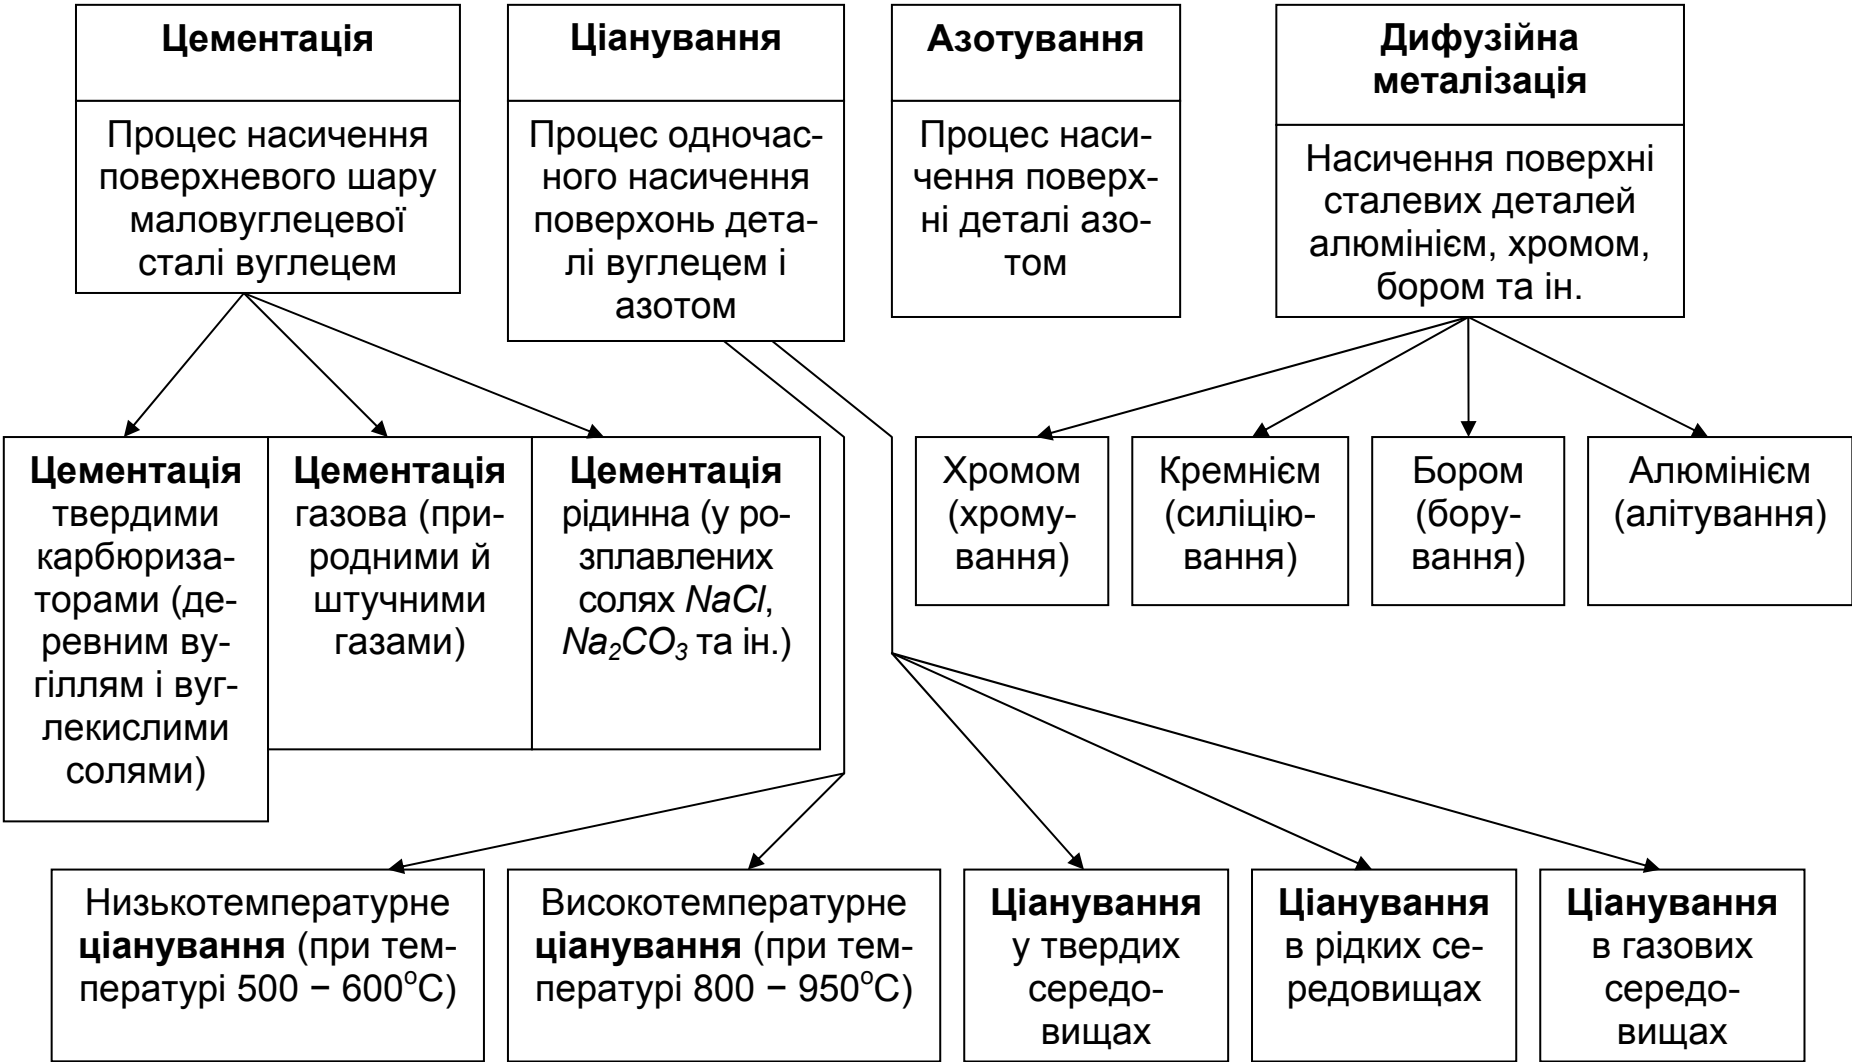 Цементація
Процес насичення
поверхневого шару
маловуглецевої
сталі вуглецем
Ціанування
Процес одночас-
ного насичення
поверхонь дета-
лі вуглецем і
азотом
Азотування
Процес наси-
чення поверх-
ні деталі азо-
том
Дифузійна
металізація
Насичення поверхні
сталевих деталей
алюмінієм, хромом,
бором та ін.
Цементація
твердими
карбюриза-
торами (де-
ревним ву-
гіллям і вуг-
лекислими
солями)
Цементація
газова (при-
родними й
штучними
газами)
Цементація
рідинна (у ро-
зплавлених
солях NaCl,
Na₂CO₃ та ін.)
Хромом
(хрому-
вання)
Кремнієм
(силіцію-
вання)
Бором
(бору-
вання)
Алюмінієм
(алітування)
Низькотемпературне
ціанування (при тем-
пературі 500 − 600°С)
Високотемпературне
ціанування (при тем-
пературі 800 − 950°С)
Ціанування
у твердих
середо-
вищах
Ціанування
в рідких се-
редовищах
Ціанування
в газових
середо-
вищах